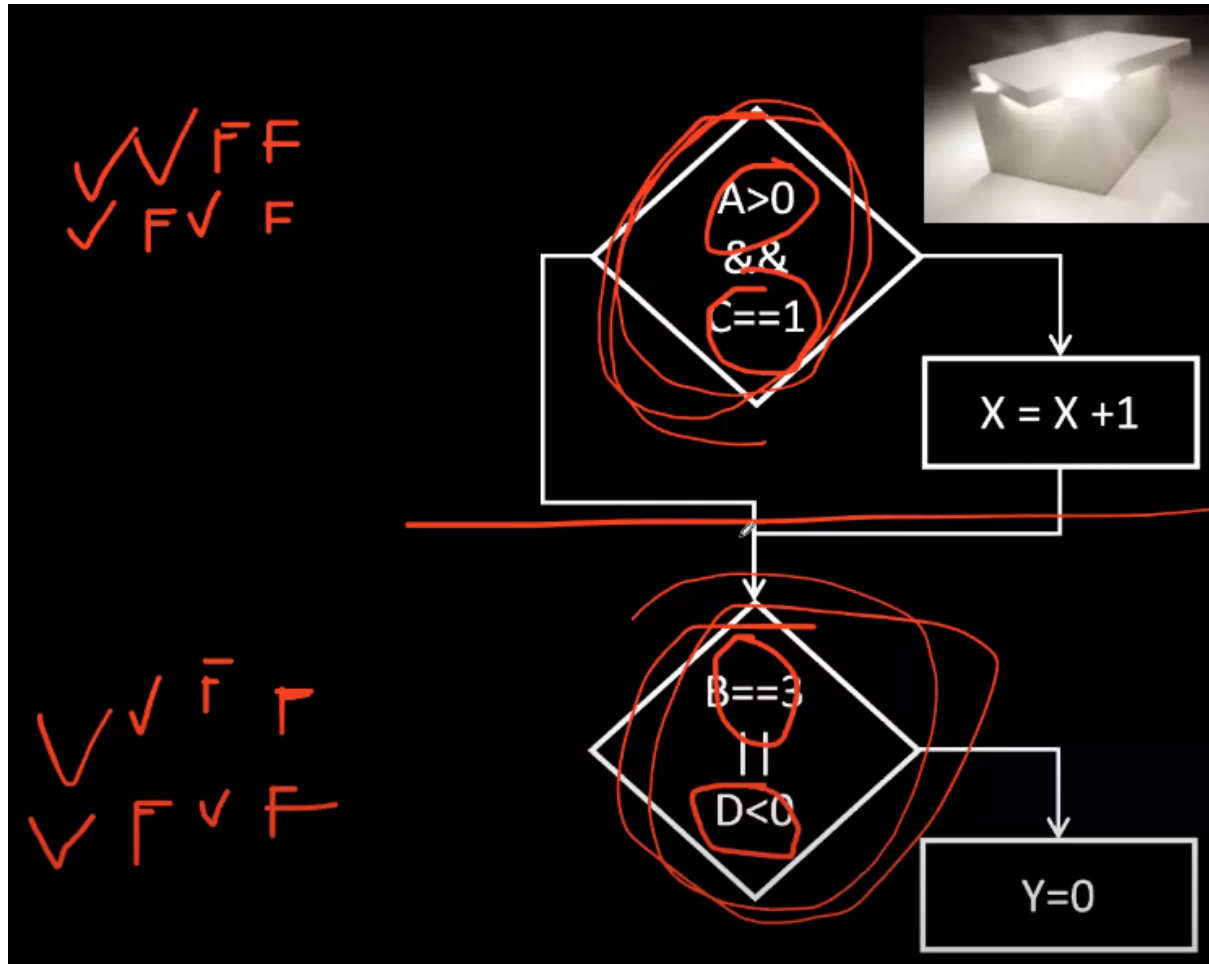 ✓ ✓ F F
✓ F ✓ F
A>0
&&
C==1
X = X +1
✓ ✓ F F
✓ F ✓ F
B==3
||
D<0
Y=0